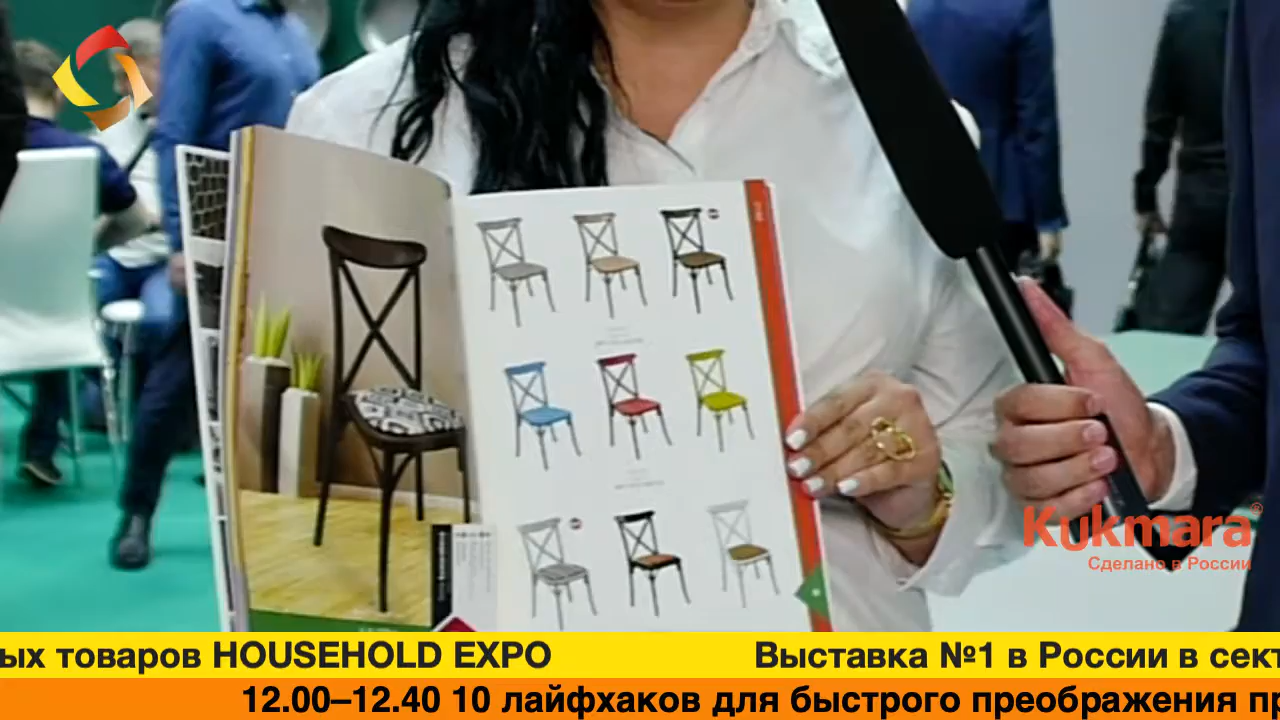 Kukmara®
Сделано в России
ых товаров HOUSEHOLD EXPO Выставка №1 в России в сект
12.00–12.40 10 лайфхаков для быстрого преображения пр